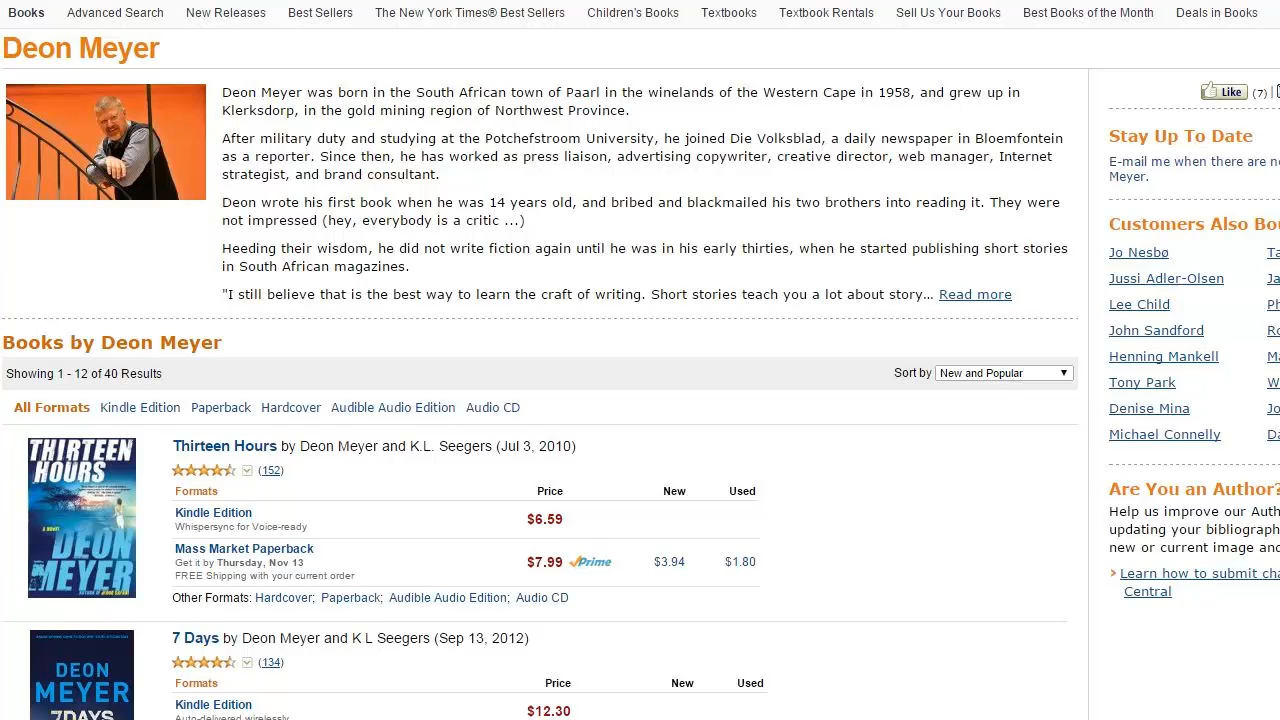 Books Advanced Search New Releases Best Sellers The New York Times® Best Sellers Children's Books Textbooks Textbook Rentals Sell Us Your Books Best Books of the Month Deals in Books
Deon Meyer
Deon Meyer was born in the South African town of Paarl in the winelands of the Western Cape in 1958, and grew up in
Klerksdorp, in the gold mining region of Northwest Province.
After military duty and studying at the Potchefstroom University, he joined Die Volksblad, a daily newspaper in Bloemfontein
as a reporter. Since then, he has worked as press liaison, advertising copywriter, creative director, web manager, Internet
strategist, and brand consultant.
Deon wrote his first book when he was 14 years old, and bribed and blackmailed his two brothers into reading it. They were
not impressed (hey, everybody is a critic ...)
Heeding their wisdom, he did not write fiction again until he was in his early thirties, when he started publishing short stories
in South African magazines.
"I still believe that is the best way to learn the craft of writing. Short stories teach you a lot about story… Read more
Books by Deon Meyer
Showing 1 - 12 of 40 Results
Sort by New and Popular
All Formats Kindle Edition Paperback Hardcover Audible Audio Edition Audio CD
THIRTEEN
HOURS
A NOVEL
DEON
MEYER
Thirteen Hours by Deon Meyer and K.L. Seegers (Jul 3, 2010)
(152)
Formats Price New Used
Kindle Edition $6.59
Whispersync for Voice-ready
Mass Market Paperback $7.99 Prime $3.94 $1.80
Get it by Thursday, Nov 13
FREE Shipping with your current order
Other Formats: Hardcover; Paperback; Audible Audio Edition; Audio CD
DEON
MEYER
7 DAYS
7 Days by Deon Meyer and K L Seegers (Sep 13, 2012)
(134)
Formats Price New Used
Kindle Edition $12.30
Auto-delivered wirelessly
Like (7)
Stay Up To Date
E-mail me when there are
Meyer.
Customers Also
Jo Nesbø
Jussi Adler-Olsen
Lee Child
John Sandford
Henning Mankell
Tony Park
Denise Mina
Michael Connelly
Are You an Author?
Help us improve our
updating your
new or current image
Learn how to submit
Central